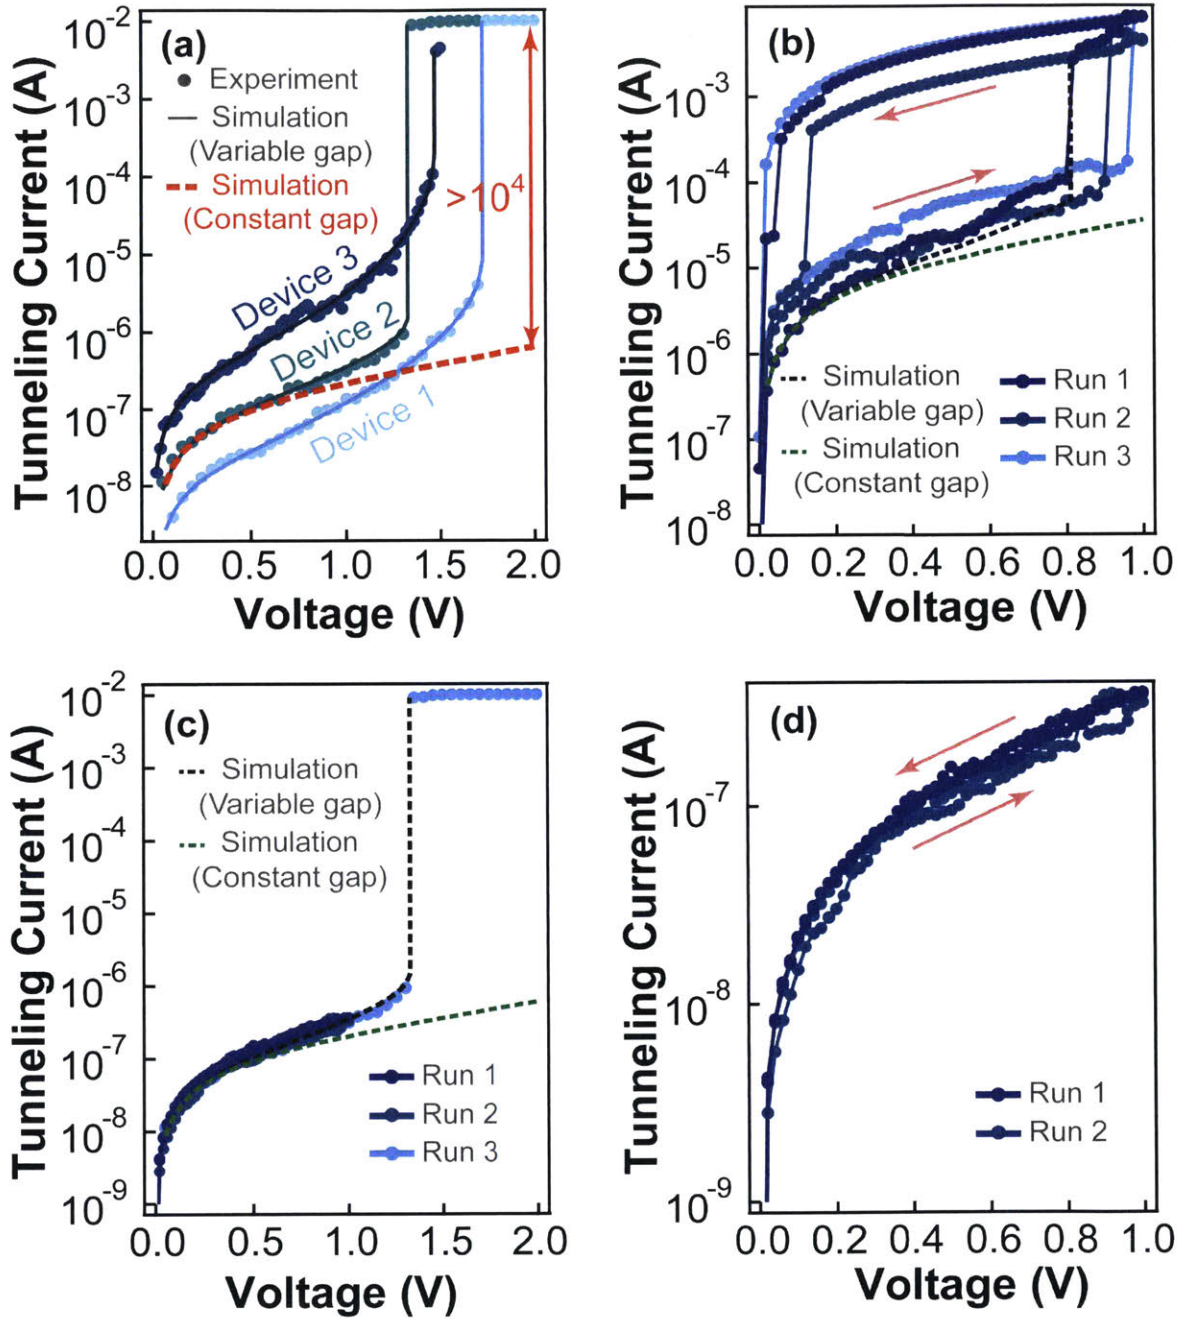 (a)
Experiment
Simulation
(Variable gap)
Simulation
(Constant gap)
>10⁴
Device 3
Device 2
Device 1
10⁻²
10⁻³
10⁻⁴
10⁻⁵
10⁻⁶
10⁻⁷
10⁻⁸
Tunneling Current (A)
0.0 0.5 1.0 1.5 2.0
Voltage (V)
(b)
10⁻³
10⁻⁴
10⁻⁵
10⁻⁶
10⁻⁷
10⁻⁸
Tunneling Current (A)
Simulation
(Variable gap)
Simulation
(Constant gap)
Run 1
Run 2
Run 3
0.0 0.2 0.4 0.6 0.8 1.0
Voltage (V)
(c)
10⁻²
10⁻³
10⁻⁴
10⁻⁵
10⁻⁶
10⁻⁷
10⁻⁸
10⁻⁹
Tunneling Current (A)
Simulation
(Variable gap)
Simulation
(Constant gap)
Run 1
Run 2
Run 3
0.0 0.5 1.0 1.5 2.0
Voltage (V)
(d)
10⁻⁷
10⁻⁸
10⁻⁹
Tunneling Current (A)
Run 1
Run 2
0.0 0.2 0.4 0.6 0.8 1.0
Voltage (V)